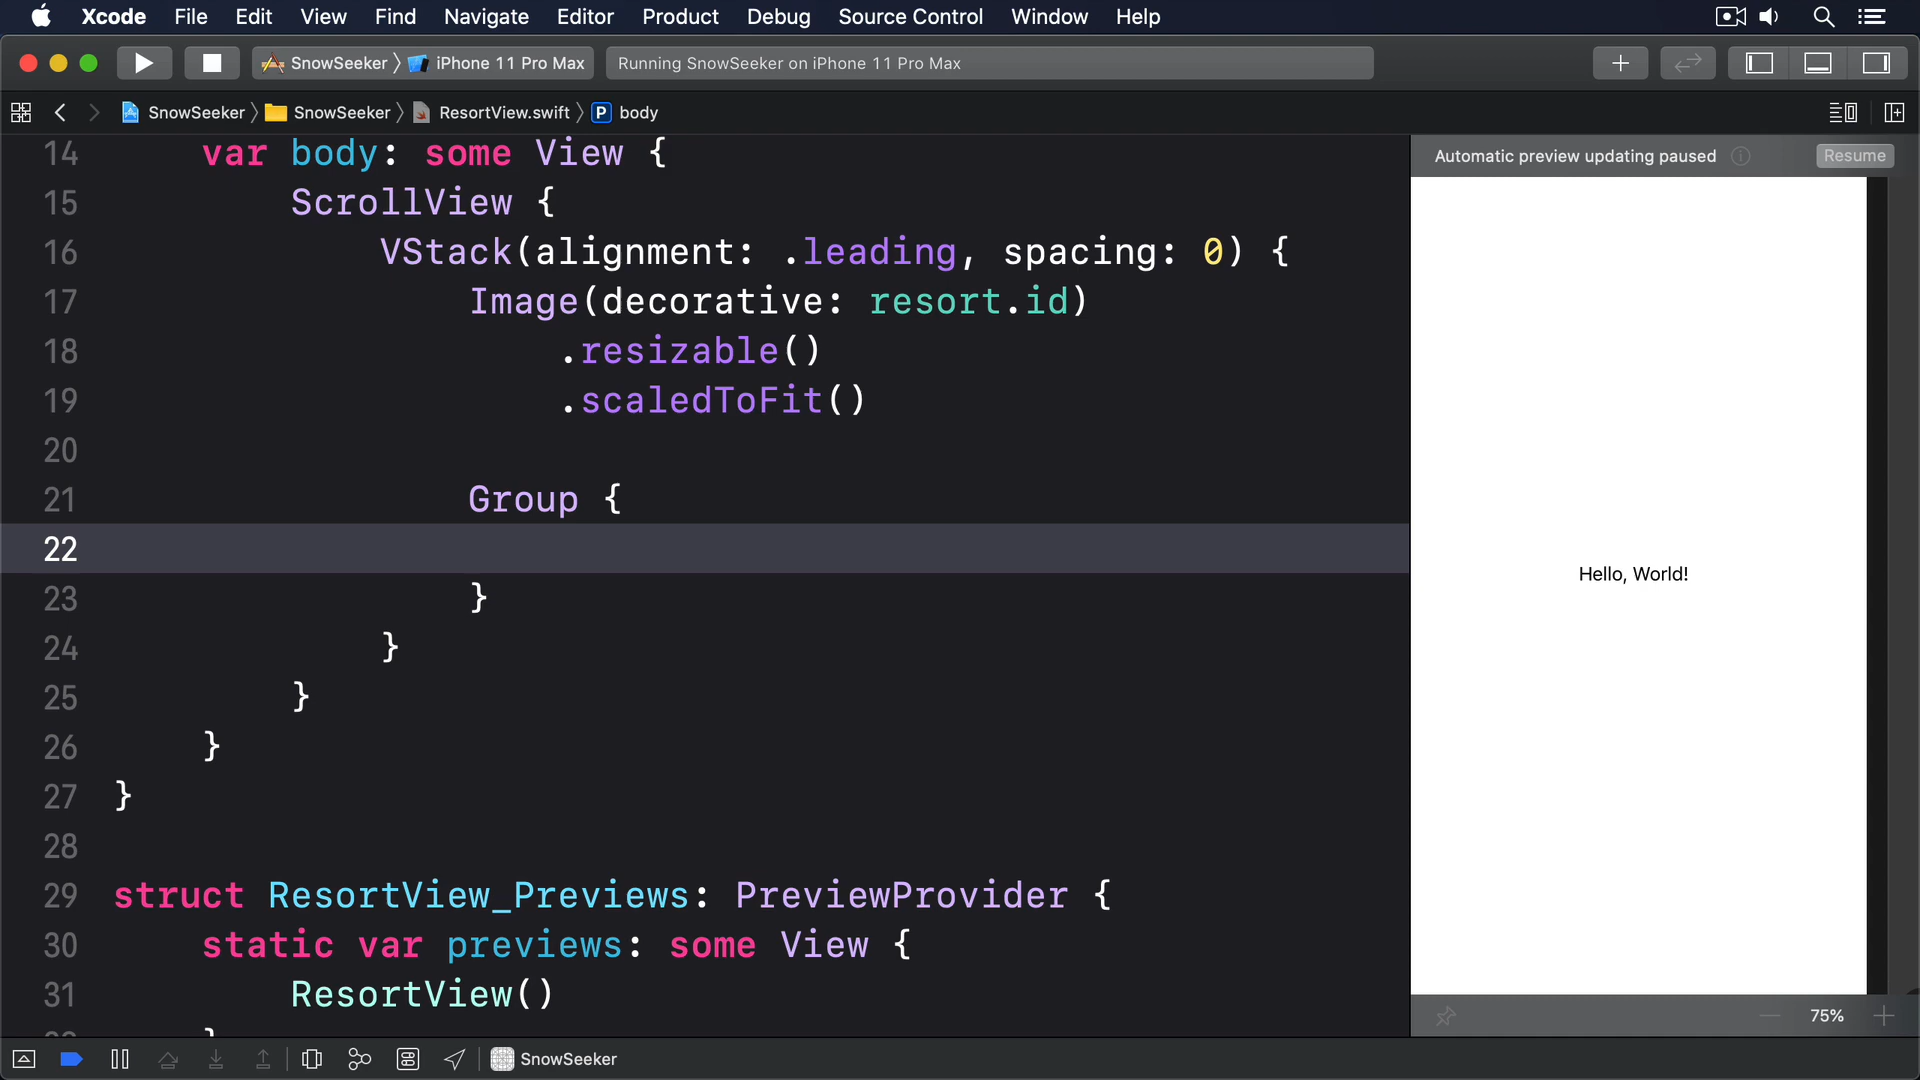 Xcode File Edit View Find Navigate Editor Product Debug Source Control Window Help
SnowSeeker iPhone 11 Pro Max Running SnowSeeker on iPhone 11 Pro Max
SnowSeeker SnowSeeker ResortView.swift P body
14 var body: some View {
15 ScrollView {
16 VStack(alignment: .leading, spacing: 0) {
17 Image(decorative: resort.id)
18 .resizable()
19 .scaledToFit()
20
21 Group {
22
23 }
24 }
25 }
26 }
27 }
28
29 struct ResortView_Previews: PreviewProvider {
30 static var previews: some View {
31 ResortView()
Automatic preview updating paused Resume
Hello, World!
75%
SnowSeeker